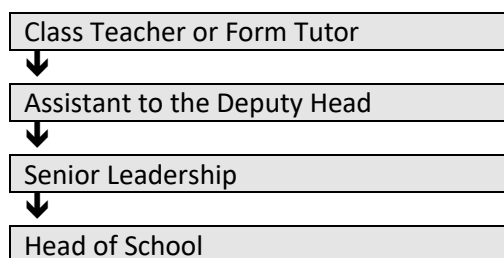 Class Teacher or Form Tutor
Assistant to the Deputy Head
Senior Leadership
Head of School